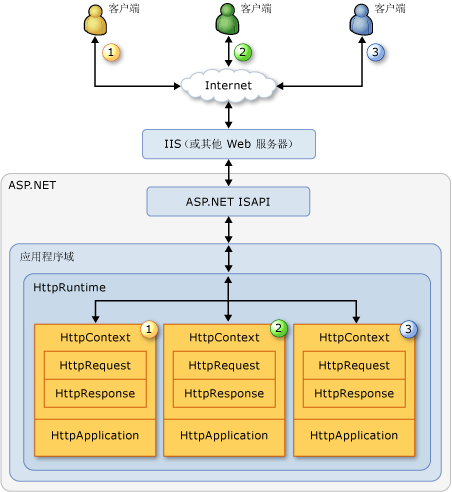 客户端
客户端
客户端
1
2
3
Internet
IIS（或其他 Web 服务器）
ASP.NET
ASP.NET ISAPI
应用程序域
HttpRuntime
1
2
3
HttpContext
HttpContext
HttpContext
HttpRequest
HttpRequest
HttpRequest
HttpResponse
HttpResponse
HttpResponse
HttpApplication
HttpApplication
HttpApplication